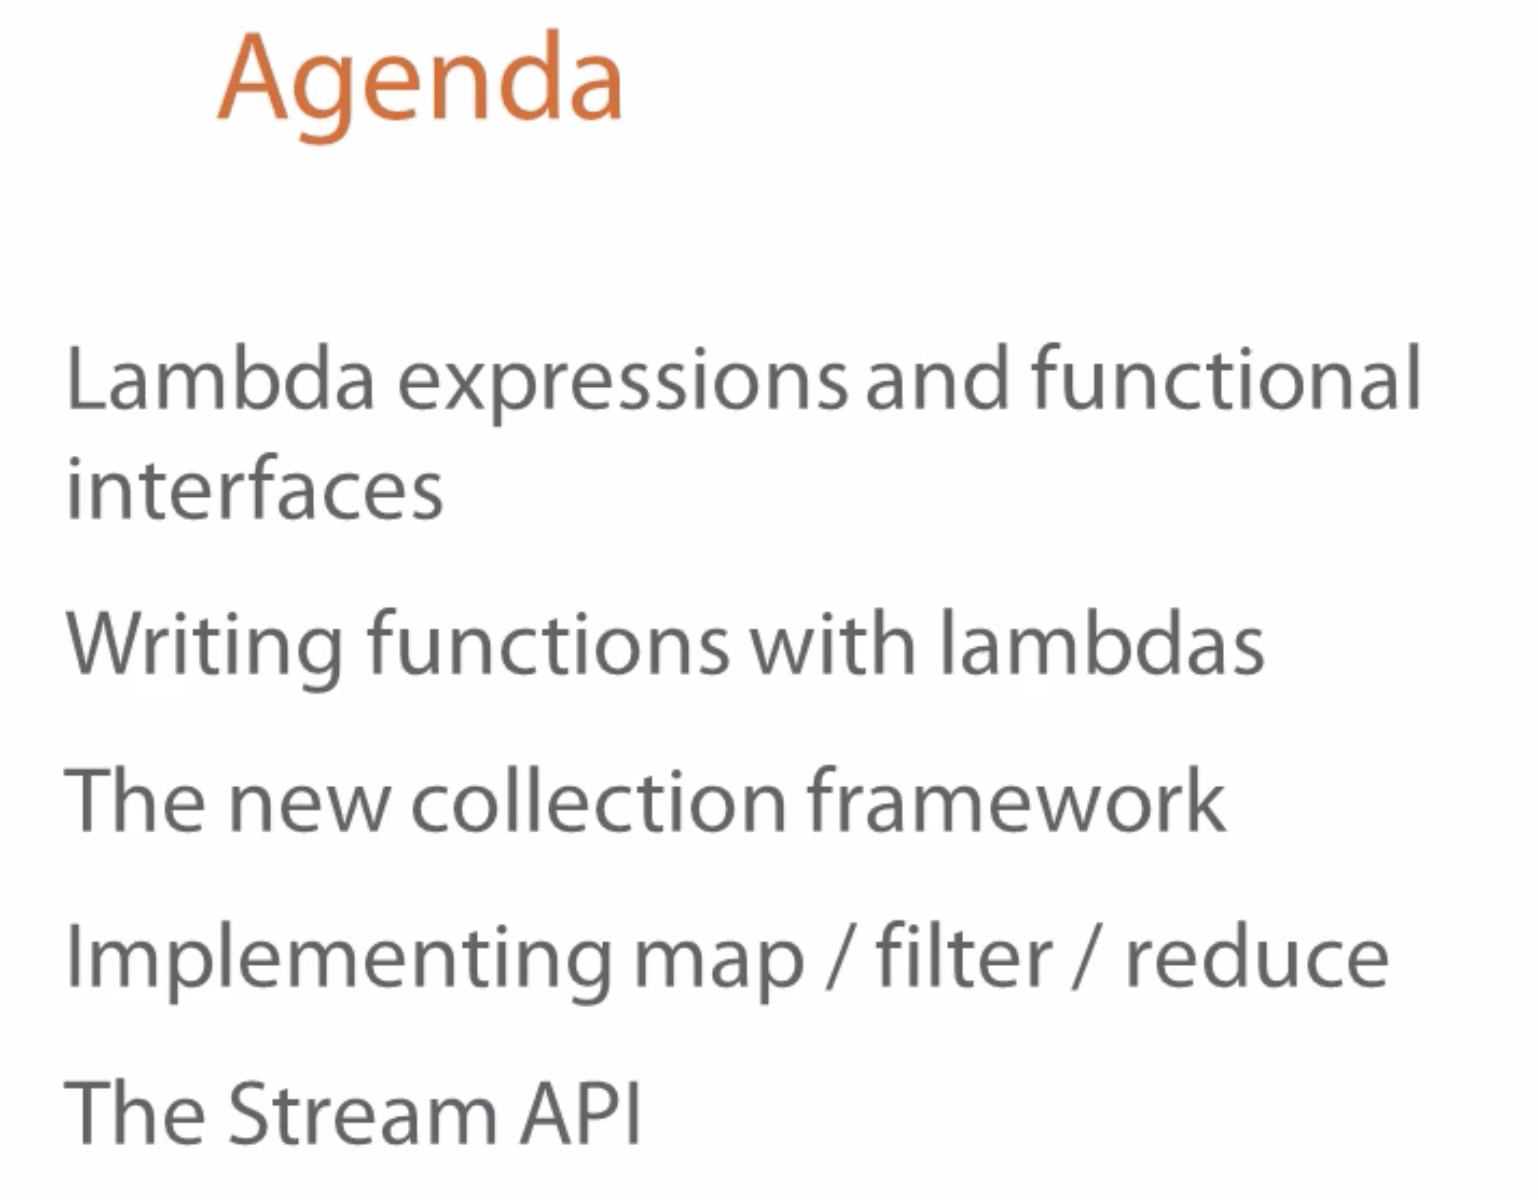 Agenda
Lambda expressions and functional
interfaces
Writing functions with lambdas
The new collection framework
Implementing map / filter / reduce
The Stream API